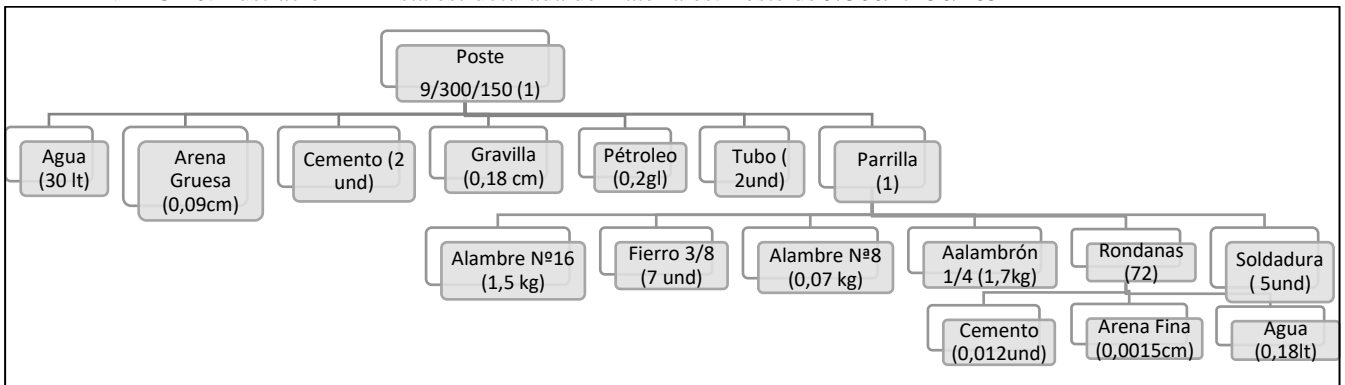 Poste
9/300/150 (1)
Agua
(30 lt)
Arena
Gruesa
(0,09cm)
Cemento (2
und)
Gravilla
(0,18 cm)
Pétroleo
(0,2gl)
Tubo (
2und)
Parrilla
(1)
Alambre Nº16
(1,5 kg)
Fierro 3/8
(7 und)
Alambre Nª8
(0,07 kg)
Aalambrón
1/4 (1,7kg)
Rondanas
(72)
Soldadura
( 5und)
Cemento
(0,012und)
Arena Fina
(0,0015cm)
Agua
(0,18lt)